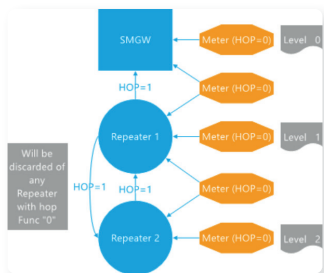 SMGW
Meter (HOP=0)
Level 0
HOP=1
Meter (HOP=0)
Repeater 1
Meter (HOP=0)
Level 1
Will be
discarded of
any
Repeater
with hop
Func "0"
HOP=1
HOP=1
Meter (HOP=0)
Repeater 2
Meter (HOP=0)
Level 2